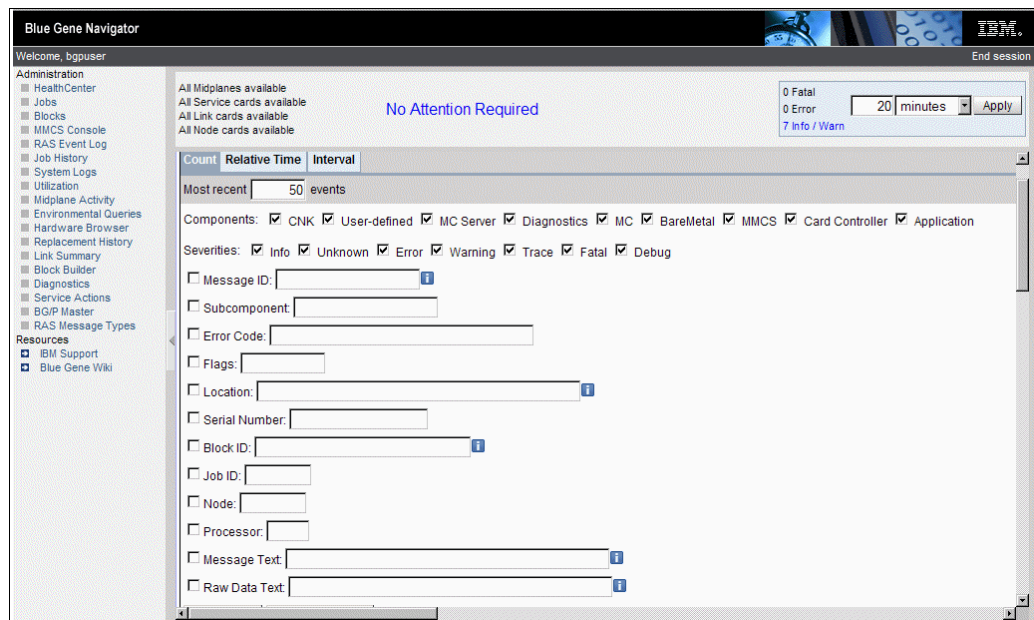 Blue Gene Navigator
IBM.
Welcome, bgpuser
End session
Administration
HealthCenter
Jobs
Blocks
MMCS Console
RAS Event Log
Job History
System Logs
Utilization
Midplane Activity
Environmental Queries
Hardware Browser
Replacement History
Link Summary
Block Builder
Diagnostics
Service Actions
BG/P Master
RAS Message Types
Resources
IBM Support
Blue Gene Wiki
All Midplanes available
All Service cards available
All Link cards available
All Node cards available
No Attention Required
0 Fatal
0 Error
7 Info / Warn
20 minutes Apply
Count Relative Time Interval
Most recent 50 events
Components: CNK User-defined MC Server Diagnostics MC BareMetal MMCS Card Controller Application
Severities: Info Unknown Error Warning Trace Fatal Debug
Message ID:
Subcomponent:
Error Code:
Flags:
Location:
Serial Number:
Block ID:
Job ID:
Node:
Processor:
Message Text:
Raw Data Text: